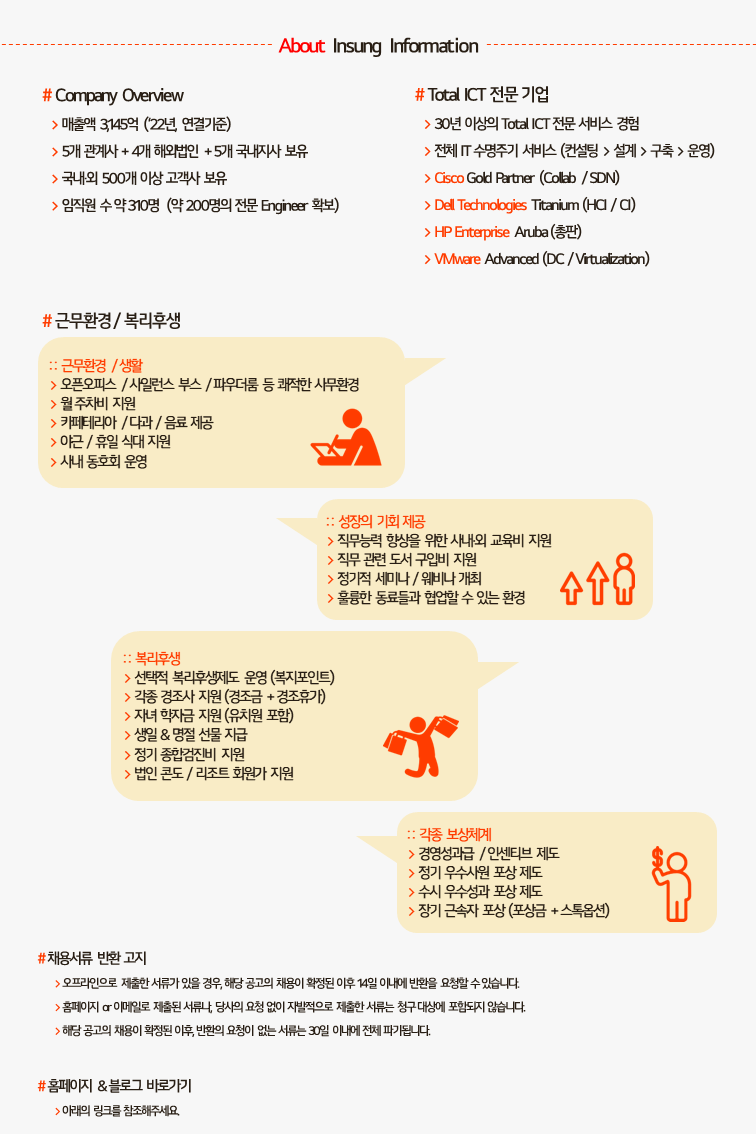 About Insung Information
# Company Overview
> 매출액 3,145억 ('22년, 연결기준)
> 5개 관계사 + 4개 해외법인 + 5개 국내지사 보유
> 국내·외 500개 이상 고객사 보유
> 임직원 수 약 310명 (약 200명의 전문 Engineer 확보)
# Total ICT 전문 기업
> 30년 이상의 Total ICT 전문 서비스 경험
> 전체 IT 수명주기 서비스 (컨설팅 > 설계 > 구축 > 운영)
> Cisco Gold Partner (Collab / SDN)
> Dell Technologies Titanium (HCI / CI)
> HP Enterprise Aruba (총판)
> VMware Advanced (DC / Virtualization)
# 근무환경 / 복리후생
:: 근무환경 / 생활
> 오픈오피스 / 사일런스 부스 / 파우더룸 등 쾌적한 사무환경
> 월 주차비 지원
> 카페테리아 / 다과 / 음료 제공
> 야근 / 휴일 식대 지원
> 사내 동호회 운영
:: 성장의 기회 제공
> 직무능력 향상을 위한 사내·외 교육비 지원
> 직무 관련 도서 구입비 지원
> 정기적 세미나 / 웨비나 개최
> 훌륭한 동료들과 협업할 수 있는 환경
:: 복리후생
> 선택적 복리후생제도 운영 (복지포인트)
> 각종 경조사 지원 (경조금 + 경조휴가)
> 자녀 학자금 지원 (유치원 포함)
> 생일 & 명절 선물 지급
> 정기 종합검진비 지원
> 법인 콘도 / 리조트 회원가 지원
:: 각종 보상체계
> 경영성과급 / 인센티브 제도
> 정기 우수사원 포상 제도
> 수시 우수성과 포상 제도
> 장기 근속자 포상 (포상금 + 스톡옵션)
$
# 채용서류 반환 고지
> 오프라인으로 제출한 서류가 있을 경우, 해당 공고의 채용이 확정된 이후 14일 이내에 반환을 요청할 수 있습니다.
> 홈페이지 or 이메일로 제출된 서류나, 당사의 요청 없이 자발적으로 제출한 서류는 청구 대상에 포함되지 않습니다.
> 해당 공고의 채용이 확정된 이후, 반환의 요청이 없는 서류는 30일 이내에 전체 파기됩니다.
# 홈페이지 & 블로그 바로가기
> 아래의 링크를 참조해주세요.